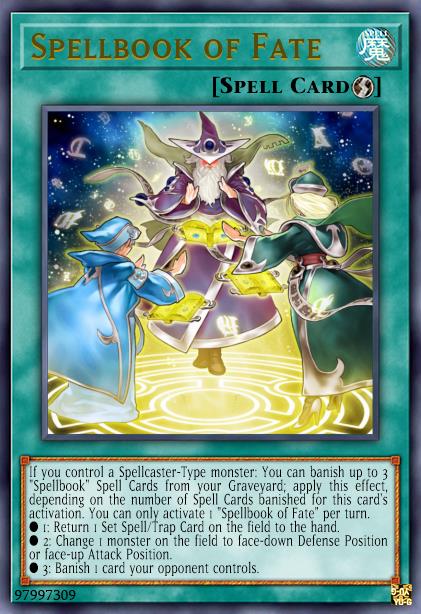 Spellbook of Fate
SPELL
魔
[Spell Card]
If you control a Spellcaster-Type monster: You can banish up to 3
"Spellbook" Spell Cards from your Graveyard; apply this effect,
depending on the number of Spell Cards banished for this card's
activation. You can only activate 1 "Spellbook of Fate" per turn.
● 1: Return 1 Set Spell/Trap Card on the field to the hand.
● 2: Change 1 monster on the field to face-down Defense Position
or face-up Attack Position.
● 3: Banish 1 card your opponent controls.
97997309